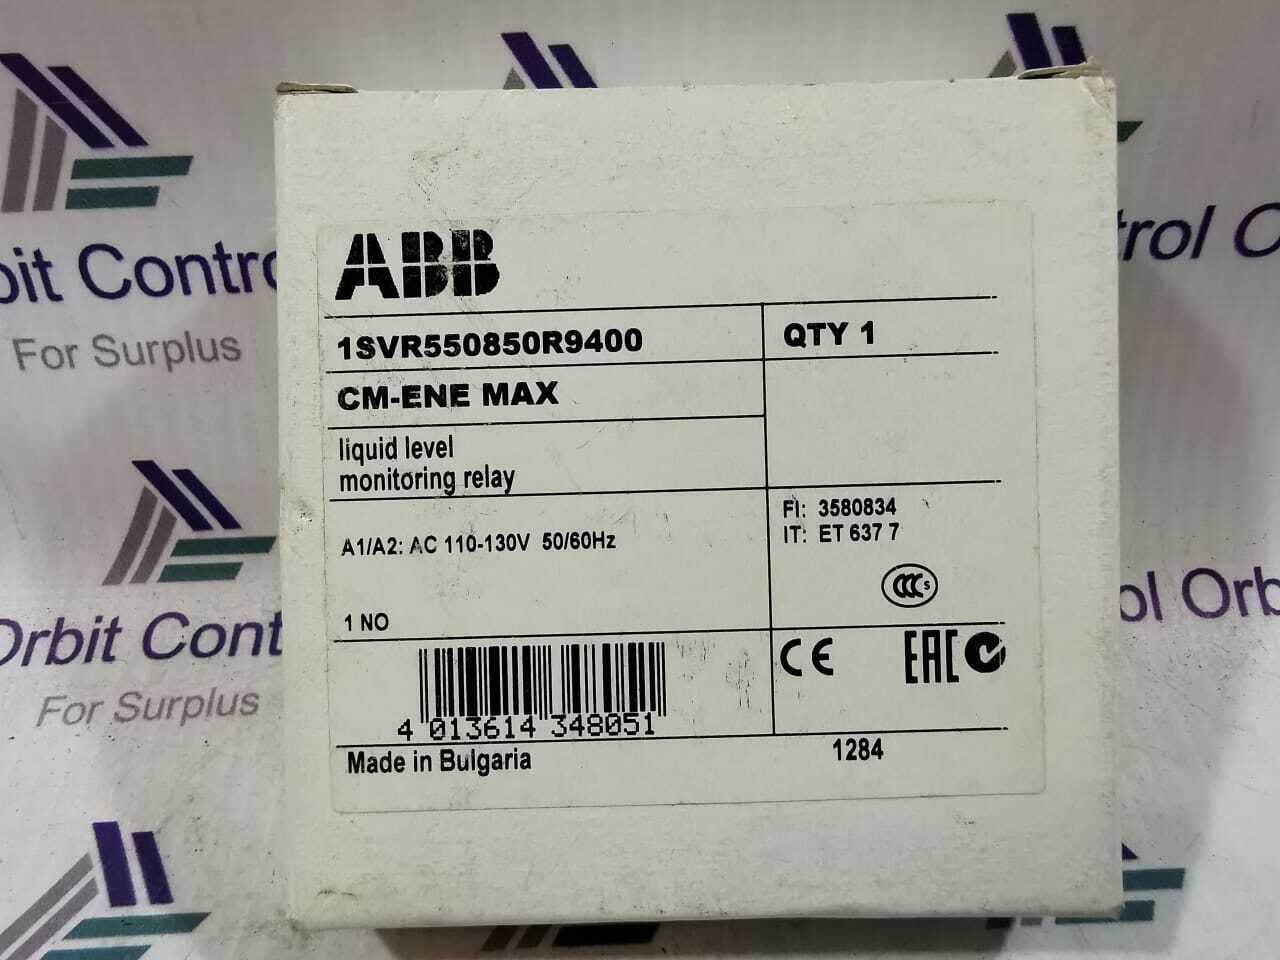 ABB
1SVR550850R9400
QTY 1
CM-ENE MAX
liquid level
monitoring relay
FI: 3580834
IT: ET 637 7
A1/A2: AC 110-130V 50/60Hz
CCC S
1 NO
CE
EAC
4 013614 348051
Made in Bulgaria
1284
bit Contro
For Surplus
trol O
Orbit Cont
For Surplus
ol Orb